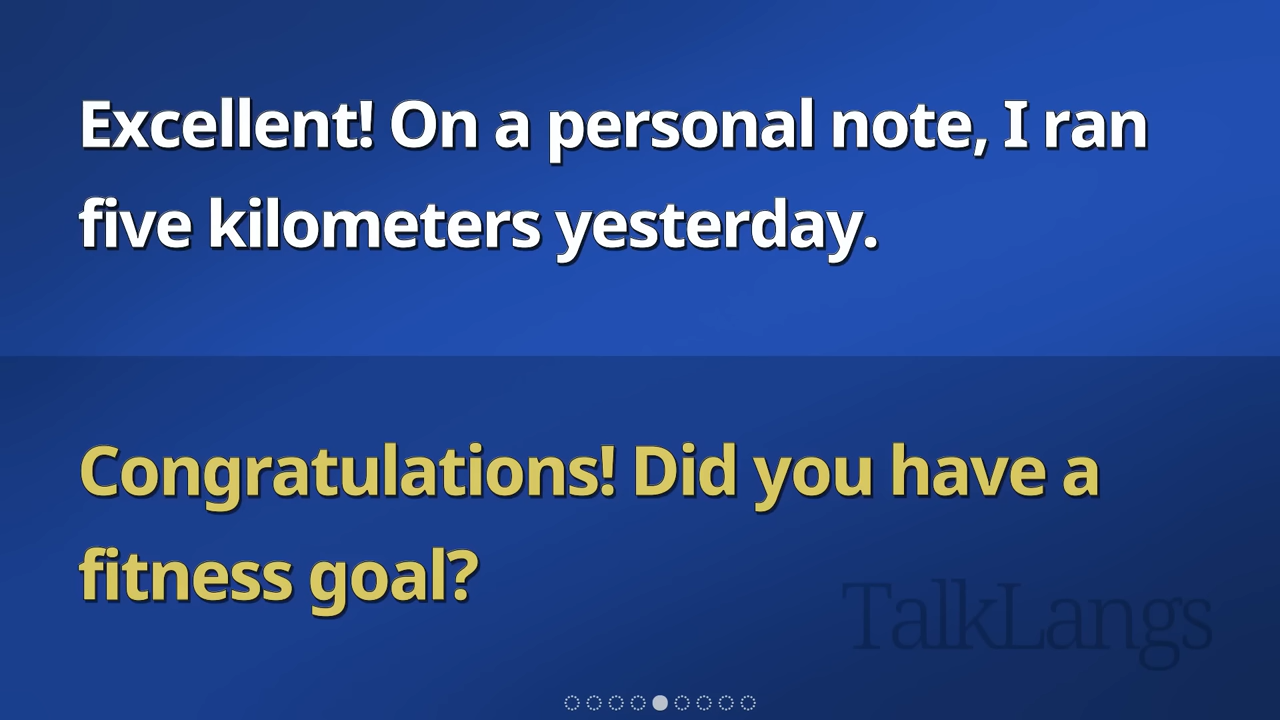 Excellent! On a personal note, I ran
five kilometers yesterday.
Congratulations! Did you have a
fitness goal?
TalkLangs